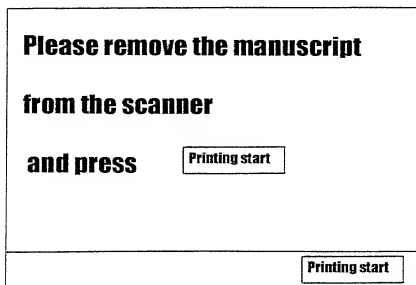 Please remove the manuscript
from the scanner
and press Printing start
Printing start